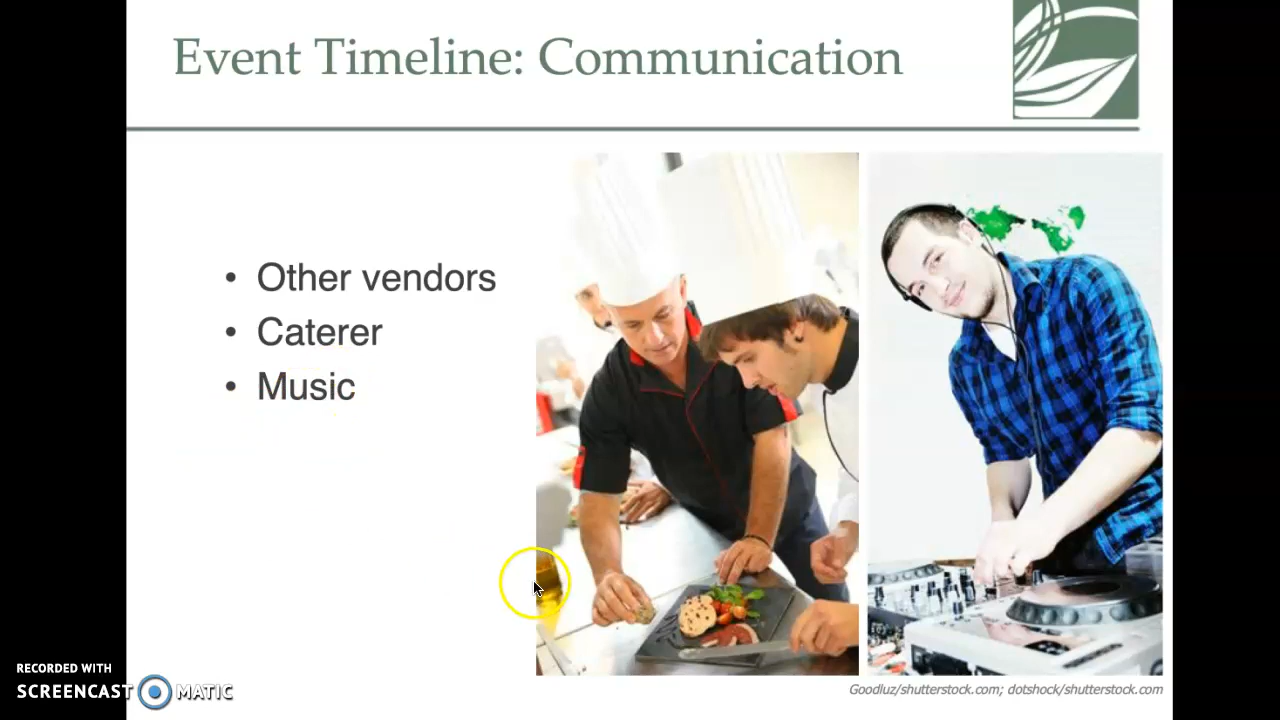 Event Timeline: Communication
• Other vendors
• Caterer
• Music
Goodluz/shutterstock.com; dotshock/shutterstock.com
RECORDED WITH
SCREENCAST MATIC